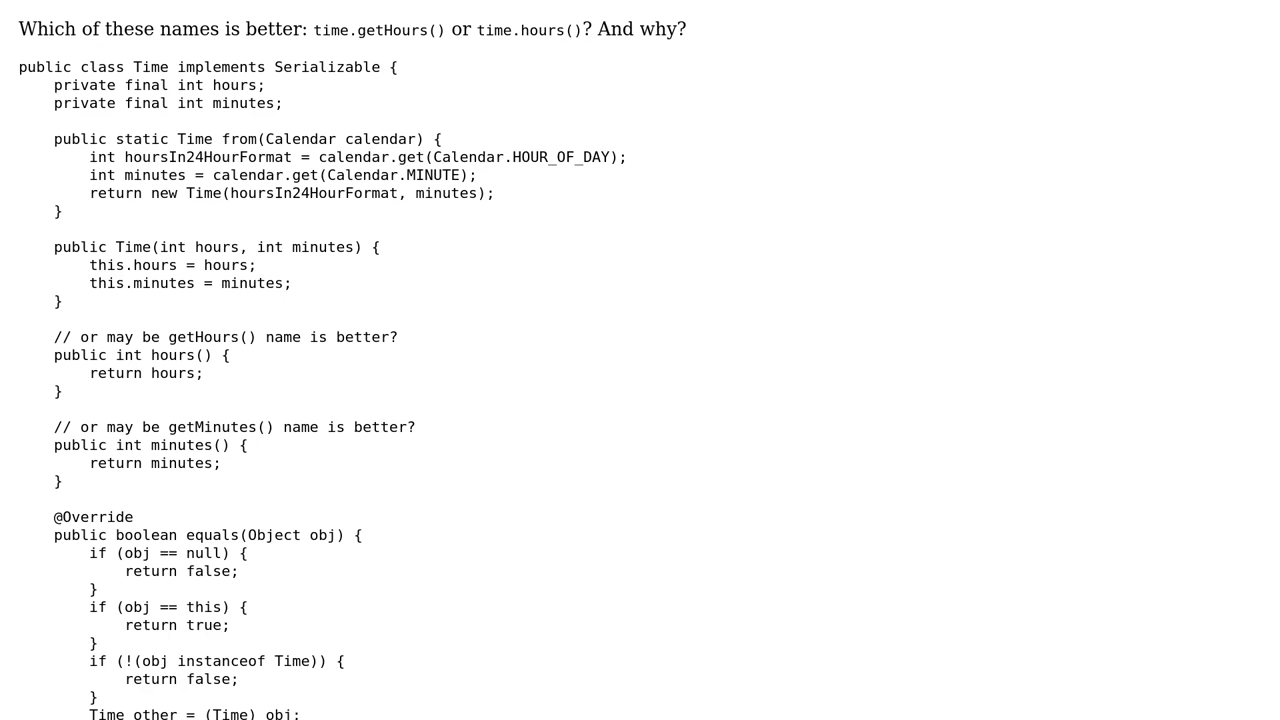 Which of these names is better: time.getHours() or time.hours()? And why?
public class Time implements Serializable {
    private final int hours;
    private final int minutes;
    public static Time from(Calendar calendar) {
        int hoursIn24HourFormat = calendar.get(Calendar.HOUR_OF_DAY);
        int minutes = calendar.get(Calendar.MINUTE);
        return new Time(hoursIn24HourFormat, minutes);
    }
    public Time(int hours, int minutes) {
        this.hours = hours;
        this.minutes = minutes;
    }
    // or may be getHours() name is better?
    public int hours() {
        return hours;
    }
    // or may be getMinutes() name is better?
    public int minutes() {
        return minutes;
    }
    @Override
    public boolean equals(Object obj) {
        if (obj == null) {
            return false;
        }
        if (obj == this) {
            return true;
        }
        if (!(obj instanceof Time)) {
            return false;
        }
        Time other = (Time) obj;